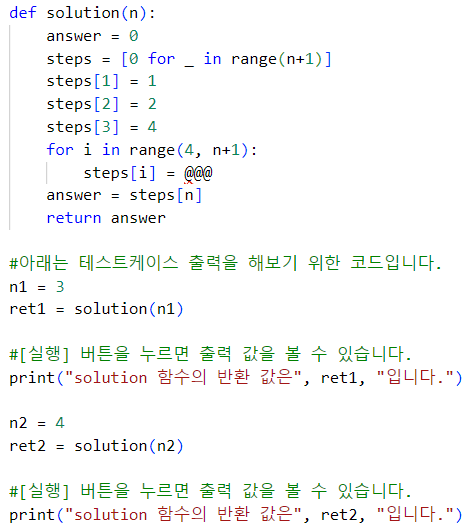 def solution(n):
    answer = 0
    steps = [0 for _ in range(n+1)]
    steps[1] = 1
    steps[2] = 2
    steps[3] = 4
    for i in range(4, n+1):
        steps[i] = @@@
    answer = steps[n]
    return answer

#아래는 테스트케이스 출력을 해보기 위한 코드입니다.
n1 = 3
ret1 = solution(n1)

#[실행] 버튼을 누르면 출력 값을 볼 수 있습니다.
print("solution 함수의 반환 값은", ret1, "입니다.")

n2 = 4
ret2 = solution(n2)

#[실행] 버튼을 누르면 출력 값을 볼 수 있습니다.
print("solution 함수의 반환 값은", ret2, "입니다.")